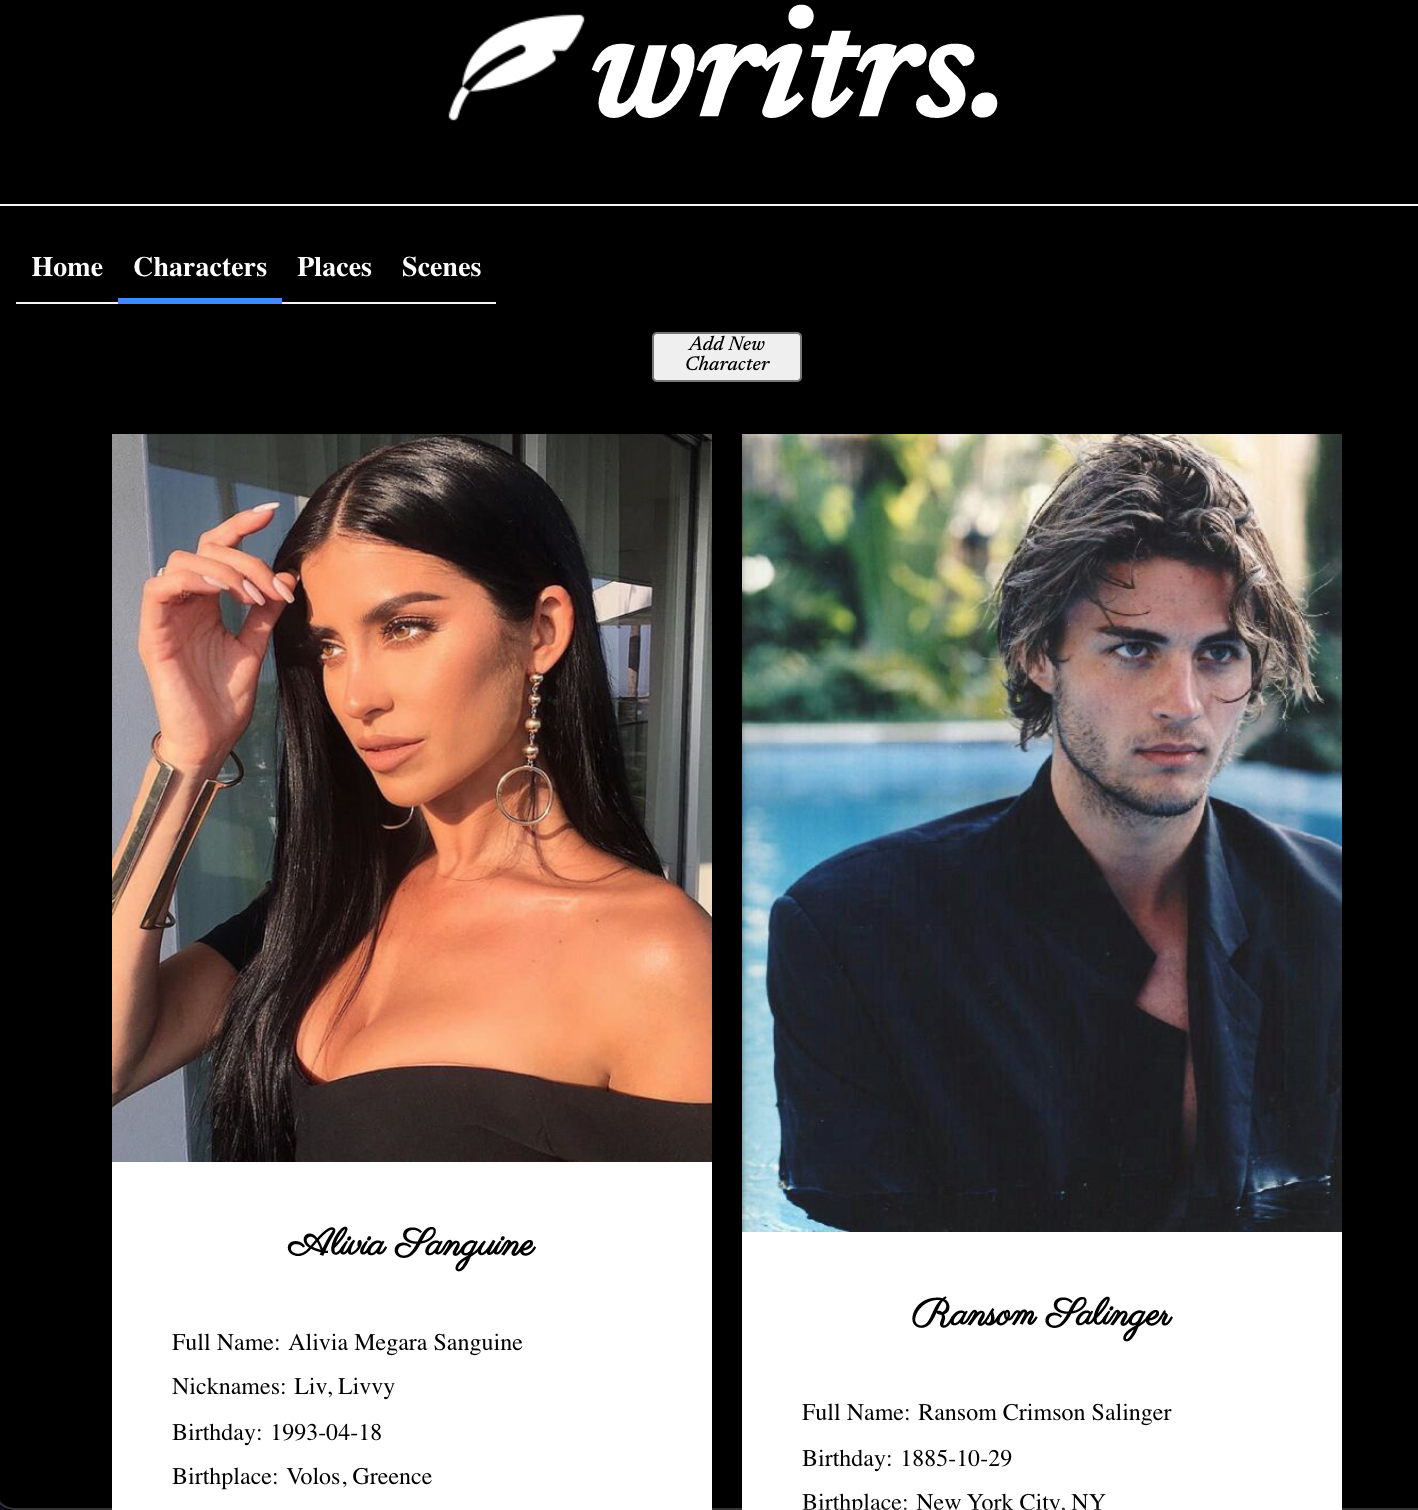 writrs.
Home Characters Places Scenes
Add New
Character
Alivia Sanguine
Full Name: Alivia Megara Sanguine
Nicknames: Liv, Livvy
Birthday: 1993-04-18
Birthplace: Volos, Greence
Ransom Salinger
Full Name: Ransom Crimson Salinger
Birthday: 1885-10-29
Birthplace: New York City, NY